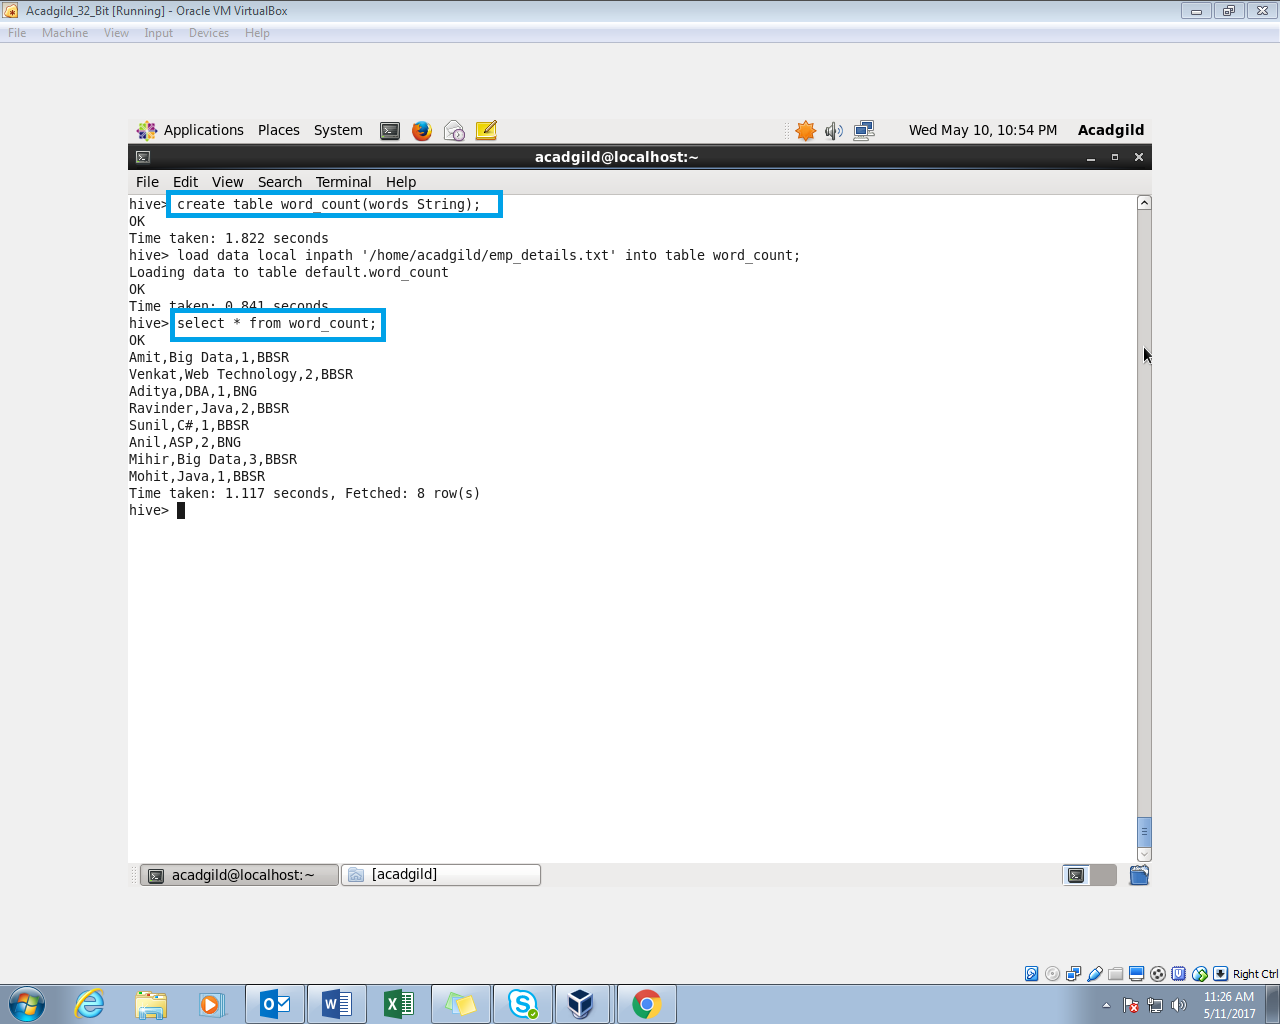 Acadgild_32_Bit [Running] - Oracle VM VirtualBox
File Machine View Input Devices Help
Applications Places System Wed May 10, 10:54 PM Acadgild
acadgild@localhost:~
File Edit View Search Terminal Help
hive> create table word_count(words String);
OK
Time taken: 1.822 seconds
hive> load data local inpath '/home/acadgild/emp_details.txt' into table word_count;
Loading data to table default.word_count
OK
Time taken: 0.841 seconds
hive> select * from word_count;
OK
Amit,Big Data,1,BBSR
Venkat,Web Technology,2,BBSR
Aditya,DBA,1,BNG
Ravinder,Java,2,BBSR
Sunil,C#,1,BBSR
Anil,ASP,2,BNG
Mihir,Big Data,3,BBSR
Mohit,Java,1,BBSR
Time taken: 1.117 seconds, Fetched: 8 row(s)
hive>
acadgild@localhost:~ [acadgild]
Right Ctrl
11:26 AM
5/11/2017